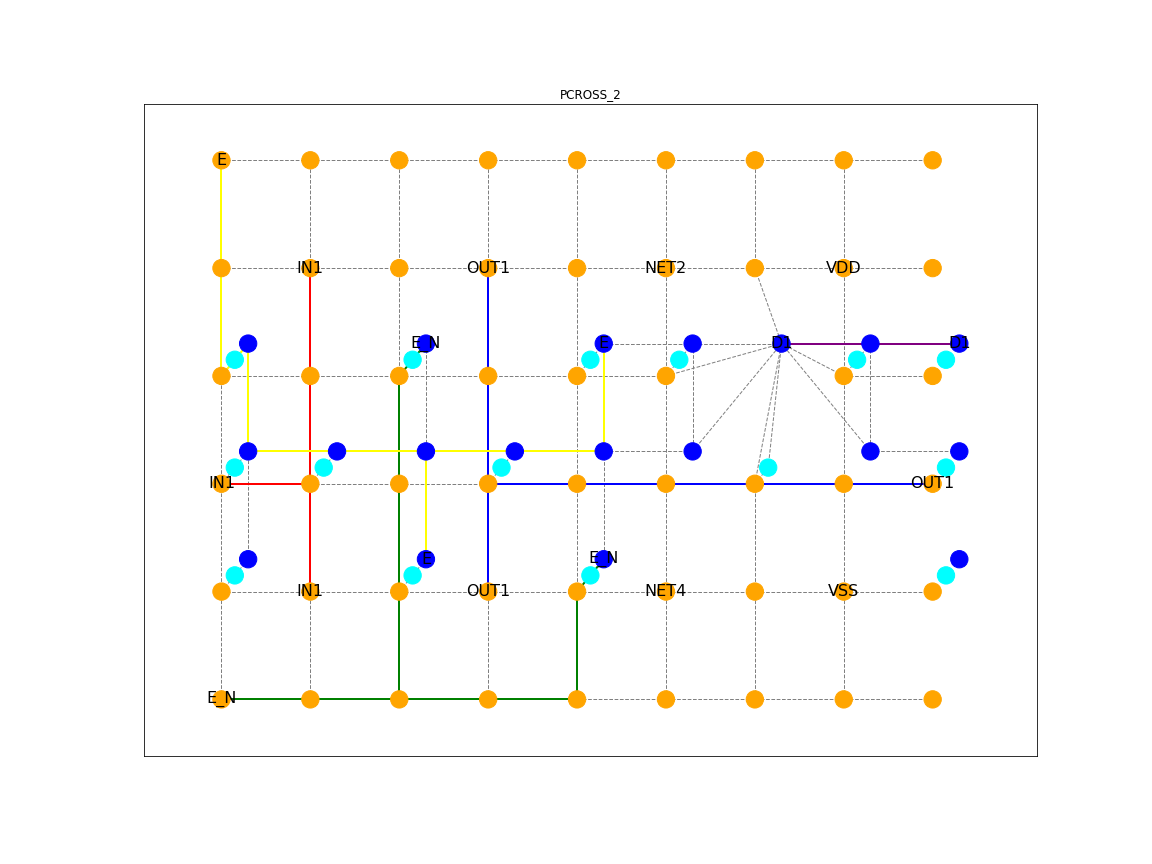 PCROSS_2
E
IN1 OUT1 NET2 VDD
E_N E D1 D1
IN1 OUT1
E E_N
IN1 OUT1 NET4 VSS
E_N